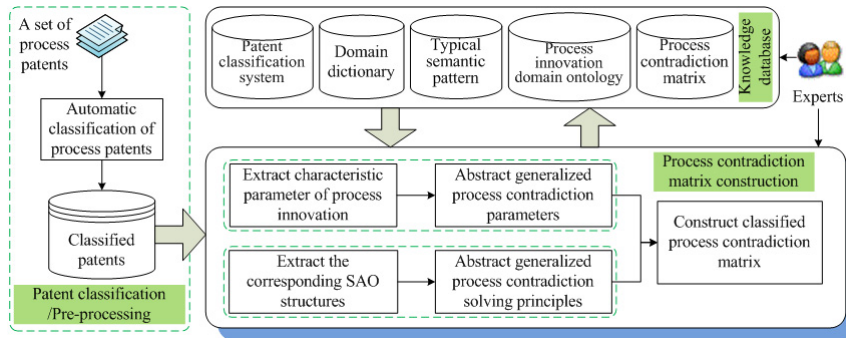 A set of
process
patents
Automatic
classification of
process patents
Classified
patents
Patent classification
/Pre-processing
Patent
classification
system
Domain
dictionary
Typical
semantic
pattern
Process
innovation
domain ontology
Process
contradiction
matrix
Knowledge
database
Experts
Extract characteristic
parameter of process
innovation
Abstract generalized
process contradiction
parameters
Process contradiction
matrix construction
Extract the
corresponding SAO
structures
Abstract generalized
process contradiction
solving principles
Construct classified
process contradiction
matrix